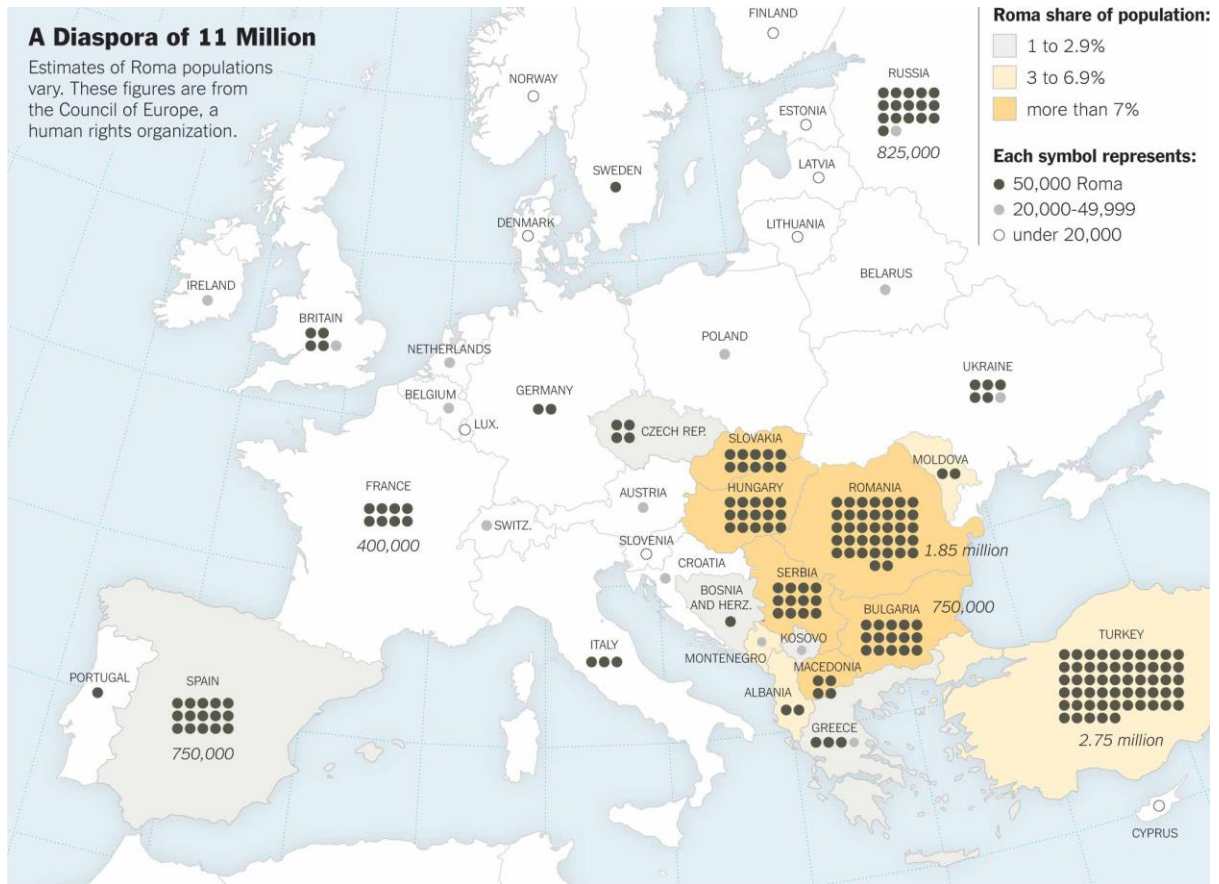 A Diaspora of 11 Million
Estimates of Roma populations
vary. These figures are from
the Council of Europe, a
human rights organization.
Roma share of population:
1 to 2.9%
3 to 6.9%
more than 7%
Each symbol represents:
50,000 Roma
20,000-49,999
under 20,000
FINLAND
NORWAY
RUSSIA
825,000
ESTONIA
SWEDEN
LATVIA
DENMARK
LITHUANIA
BELARUS
IRELAND
BRITAIN
NETHERLANDS
POLAND
GERMANY
UKRAINE
BELGIUM
LUX.
CZECH REP.
SLOVAKIA
MOLDOVA
FRANCE
400,000
AUSTRIA
HUNGARY
ROMANIA
1.85 million
SWITZ.
SLOVENIA
CROATIA
BOSNIA
AND HERZ.
SERBIA
750,000
BULGARIA
ITALY
KOSOVO
MONTENEGRO
MACEDONIA
TURKEY
2.75 million
PORTUGAL
SPAIN
750,000
ALBANIA
GREECE
CYPRUS